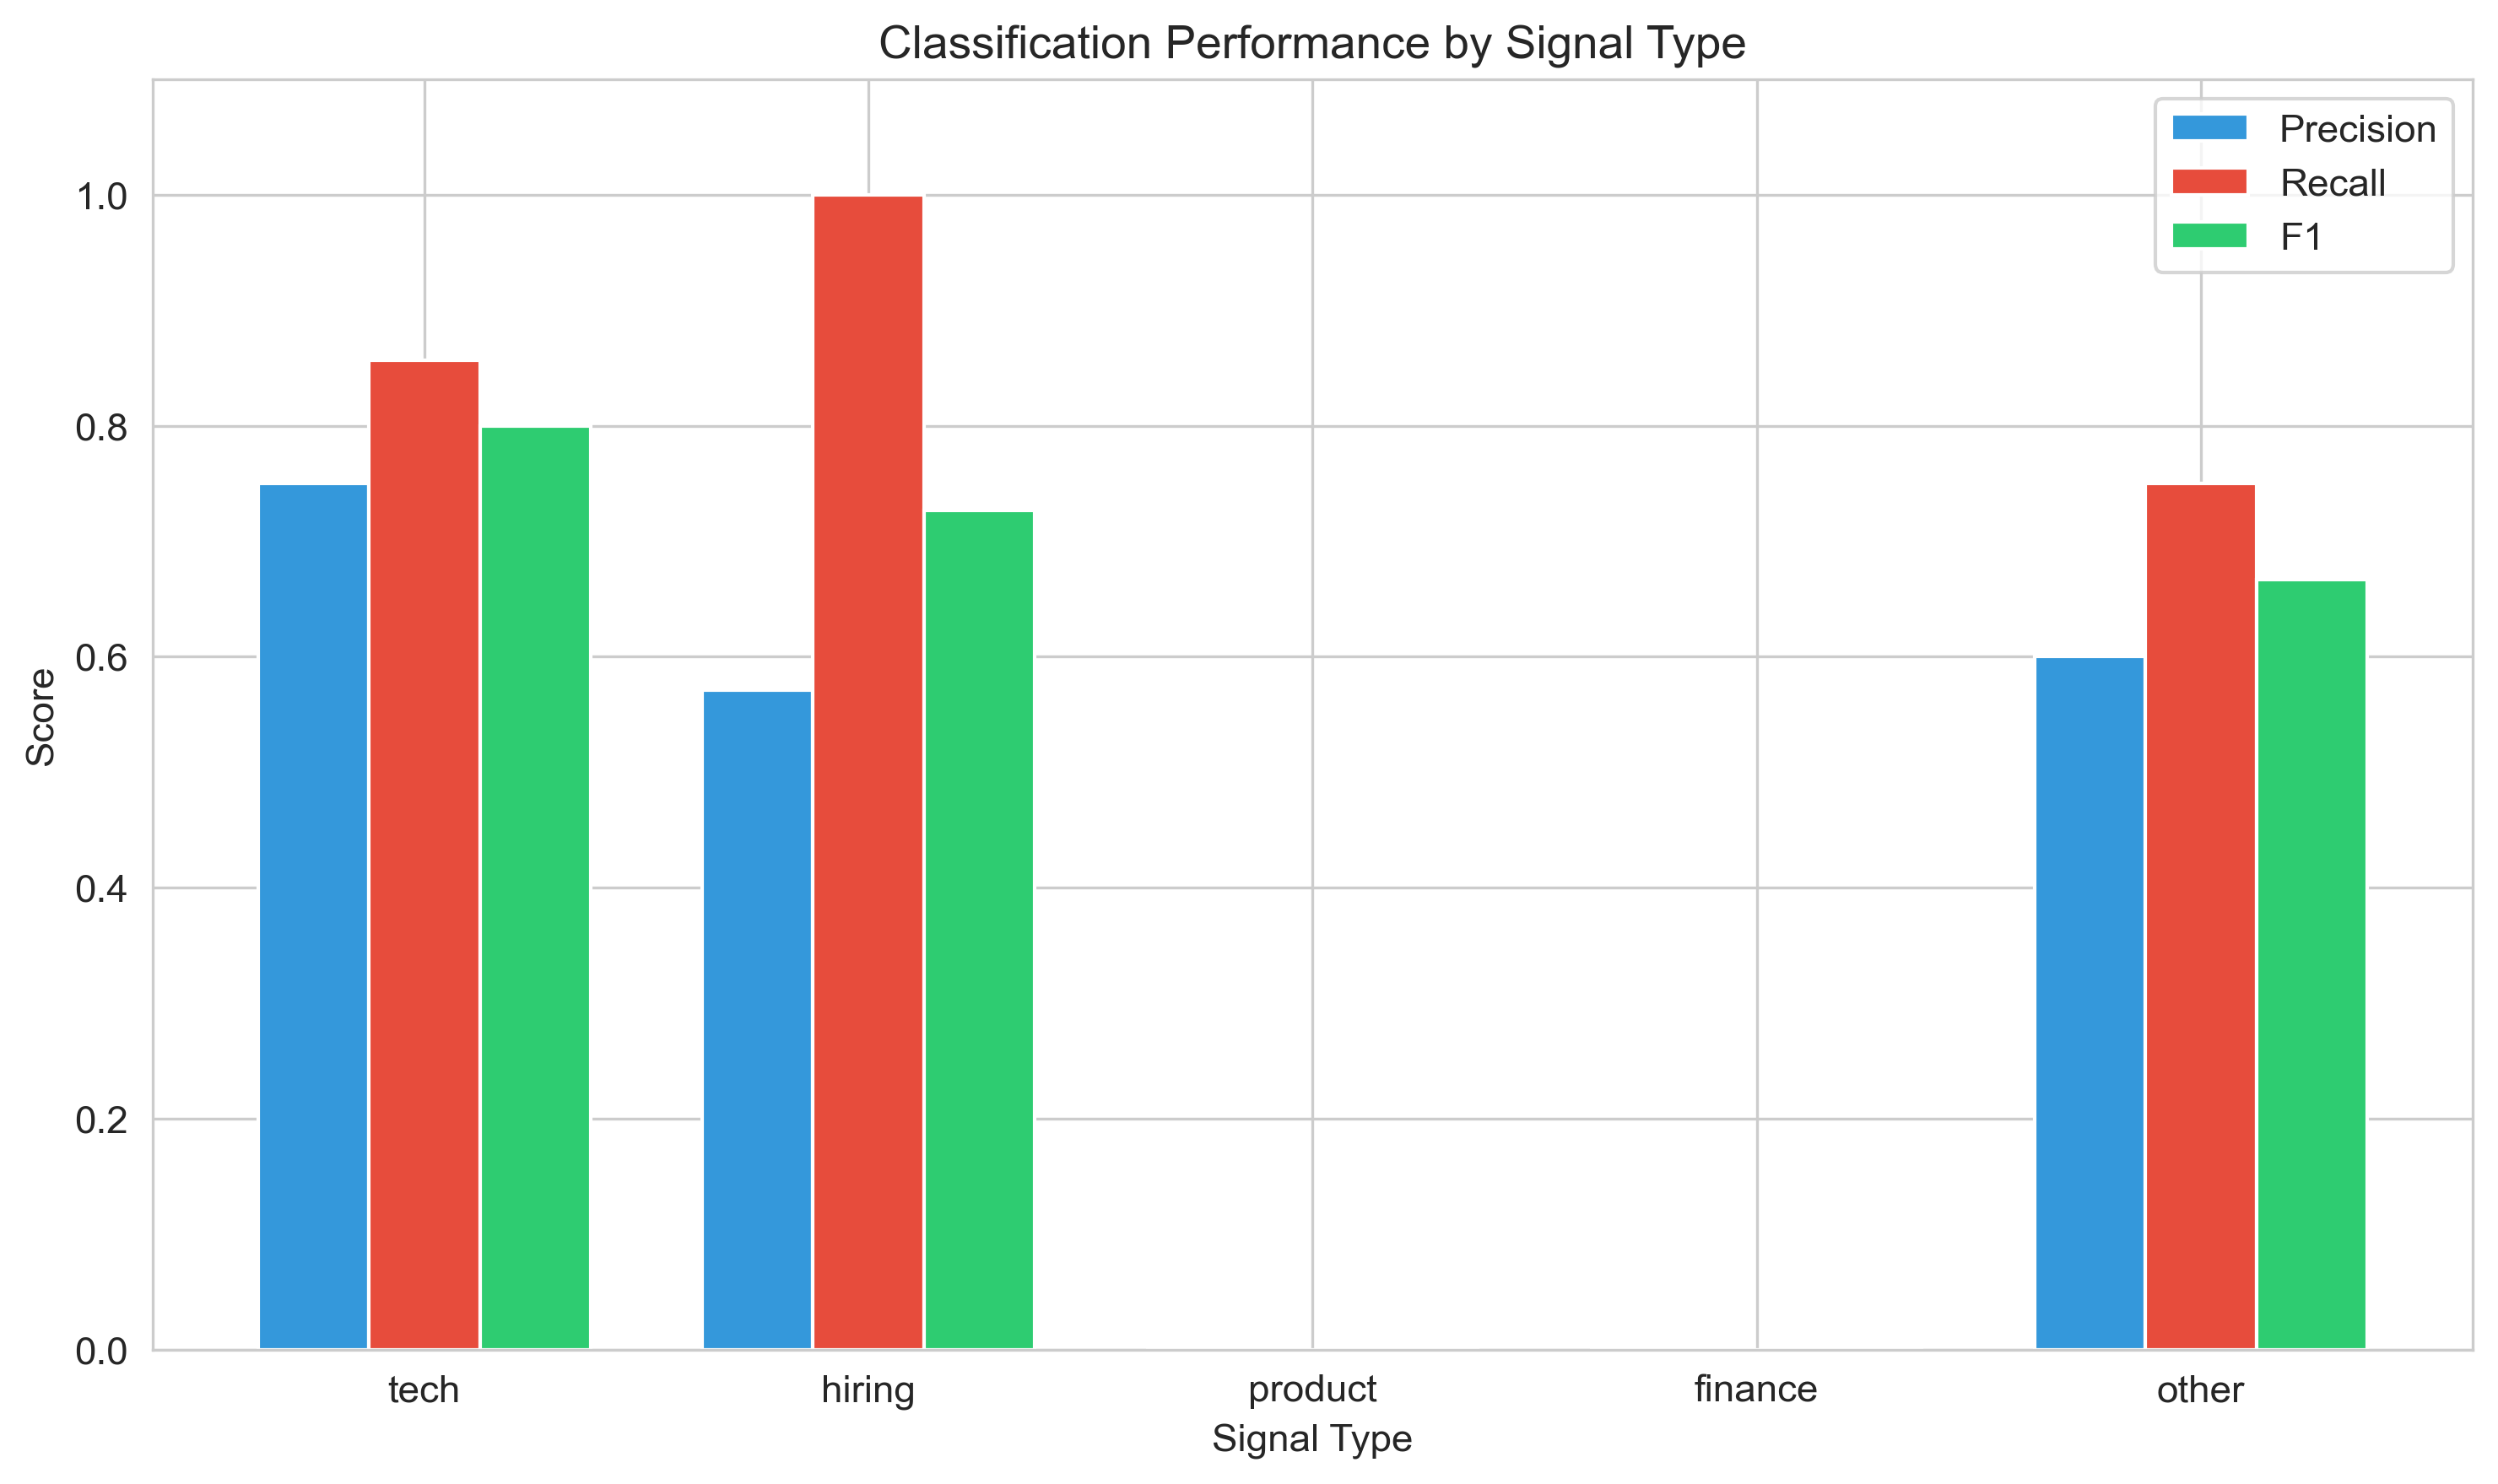 Classification Performance by Signal Type
Precision
Recall
F1
1.0
0.8
0.6
0.4
0.2
0.0
Score
tech hiring product finance other
Signal Type